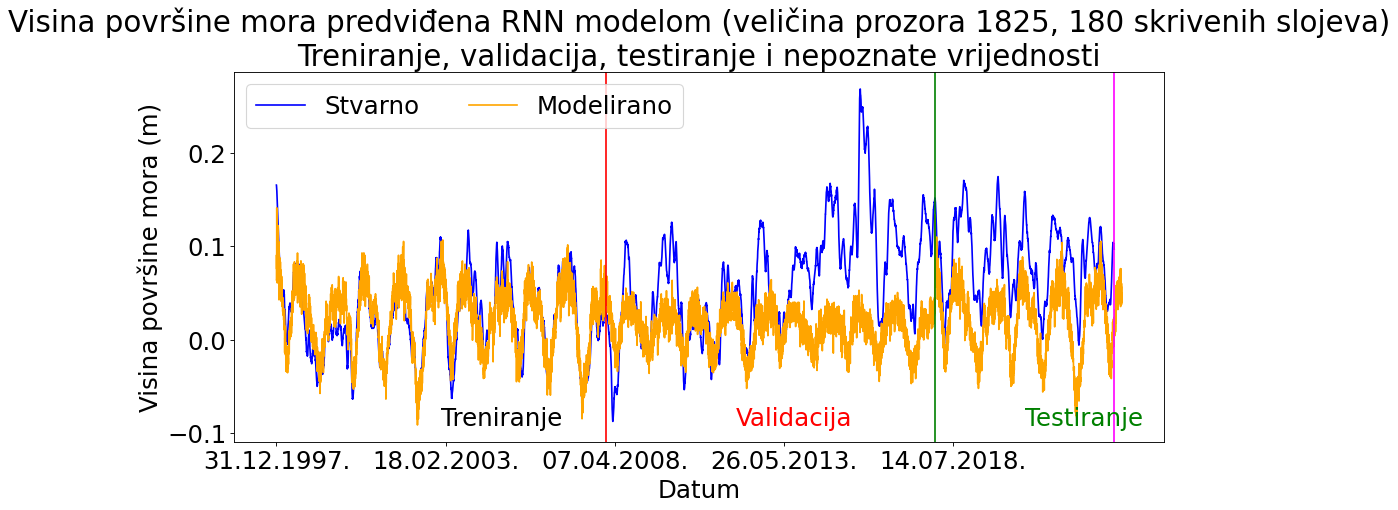 Visina površine mora predviđena RNN modelom (veličina prozora 1825, 180 skrivenih slojeva)
Treniranje, validacija, testiranje i nepoznate vrijednosti
Stvarno Modelirano
Visina površine mora (m)
0.2
0.1
0.0
−0.1
Treniranje Validacija Testiranje
31.12.1997. 18.02.2003. 07.04.2008. 26.05.2013. 14.07.2018.
Datum